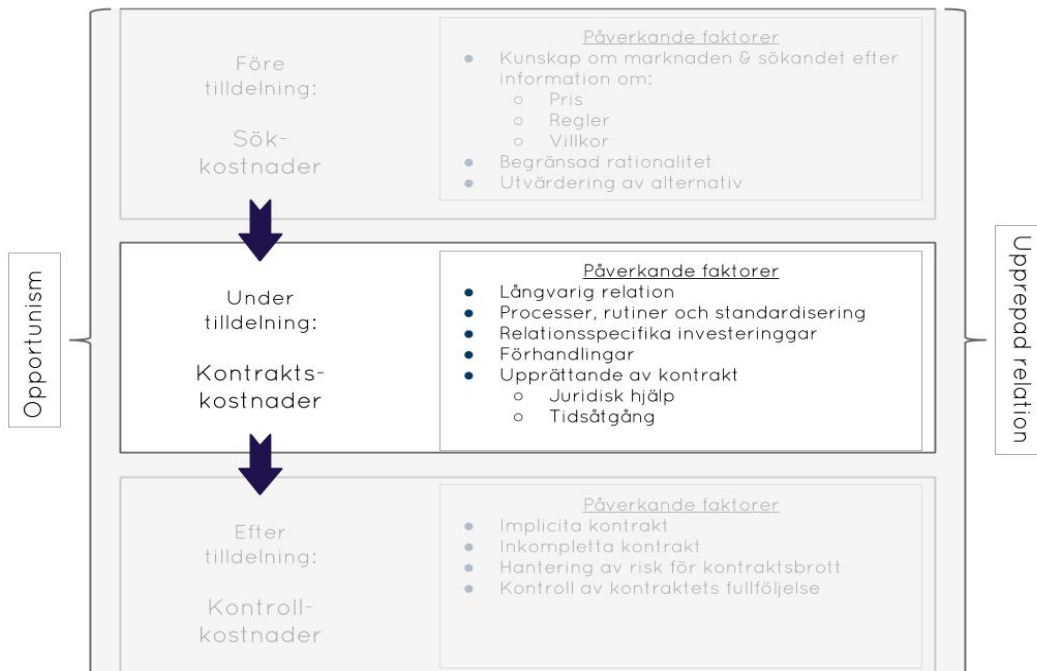 Före
tilldelning:
Sök-
kostnader
Påverkande faktorer
● Kunskap om marknaden & sökandet efter
information om:
○ Pris
○ Regler
○ Villkor
● Begränsad rationalitet
● Utvärdering av alternativ
Opportunism
Under
tilldelning:
Kontrakts-
kostnader
Påverkande faktorer
● Långvarig relation
● Processer, rutiner och standardisering
● Relationsspecifika investeringgar
● Förhandlingar
● Upprättande av kontrakt
○ Juridisk hjälp
○ Tidsåtgång
Upprepad relation
Efter
tilldelning:
Kontroll-
kostnader
Påverkande faktorer
● Implicita kontrakt
● Inkompletta kontrakt
● Hantering av risk för kontraktsbrott
● Kontroll av kontraktets fullföljelse